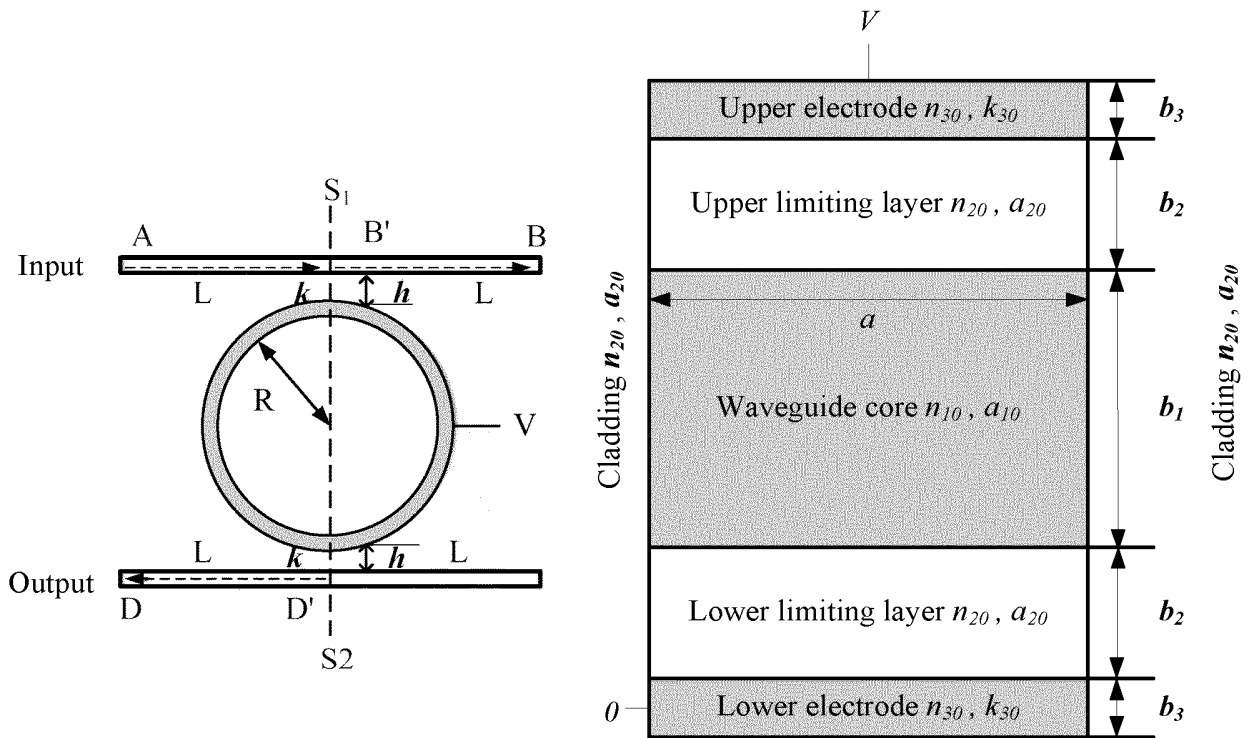 S1
A B' B
Input
L k h L
R
V
L k h L
Output
D D'
S2
V
Upper electrode n30 , k30
b3
Upper limiting layer n20 , a20
b2
Cladding n20 , a20
a
Waveguide core n10 , a10
b1
Cladding n20 , a20
Lower limiting layer n20 , a20
b2
0
Lower electrode n30 , k30
b3